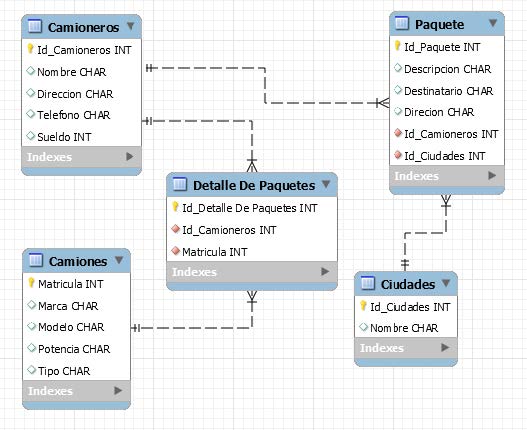 Camioneros
Id_Camioneros INT
Nombre CHAR
Direccion CHAR
Telefono CHAR
Sueldo INT
Indexes
Paquete
Id_Paquete INT
Descripcion CHAR
Destinatario CHAR
Direcion CHAR
Id_Camioneros INT
Id_Ciudades INT
Indexes
Detalle De Paquetes
Id_Detalle De Paquetes INT
Id_Camioneros INT
Matricula INT
Indexes
Camiones
Matricula INT
Marca CHAR
Modelo CHAR
Potencia CHAR
Tipo CHAR
Indexes
Ciudades
Id_Ciudades INT
Nombre CHAR
Indexes